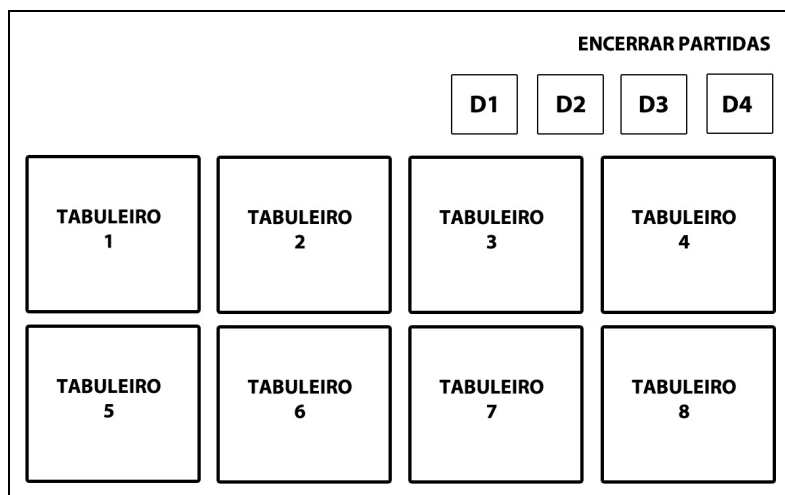 ENCERRAR PARTIDAS
D1 D2 D3 D4
TABULEIRO
1
TABULEIRO
2
TABULEIRO
3
TABULEIRO
4
TABULEIRO
5
TABULEIRO
6
TABULEIRO
7
TABULEIRO
8